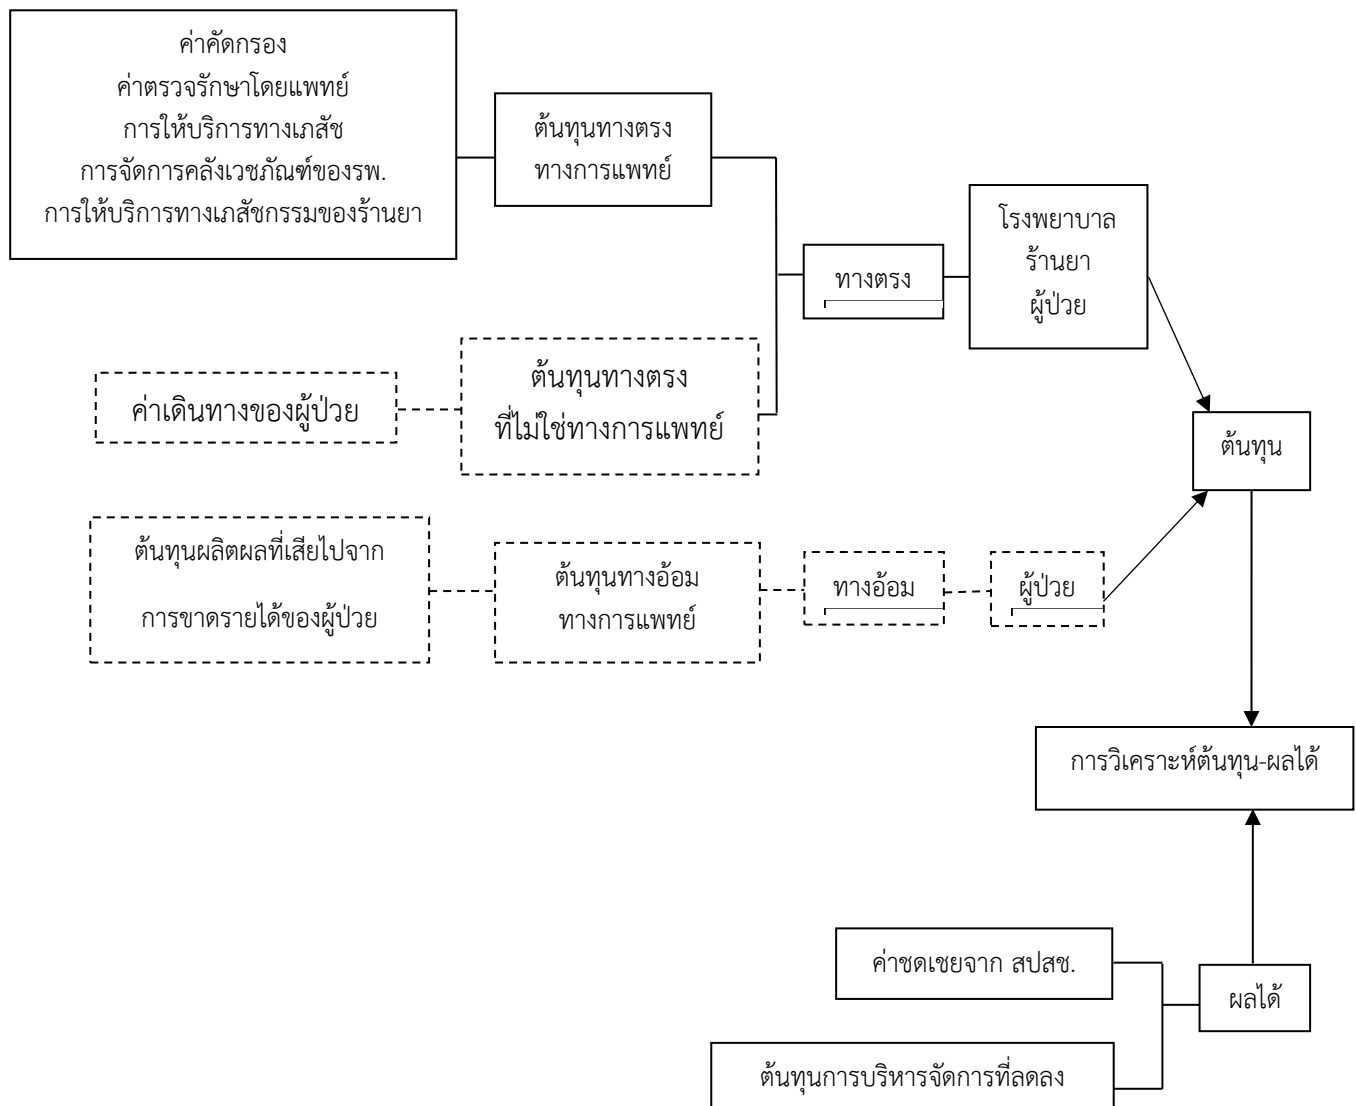 ค่าคัดกรอง
ค่าตรวจรักษาโดยแพทย์
การให้บริการทางเภสัช
การจัดการคลังเวชภัณฑ์ของรพ.
การให้บริการทางเภสัชกรรมของร้านยา
ต้นทุนทางตรง
ทางการแพทย์
ทางตรง
โรงพยาบาล
ร้านยา
ผู้ป่วย
ค่าเดินทางของผู้ป่วย
ต้นทุนทางตรง
ที่ไม่ใช่ทางการแพทย์
ต้นทุน
ต้นทุนผลิตผลที่เสียไปจาก
การขาดรายได้ของผู้ป่วย
ต้นทุนทางอ้อม
ทางการแพทย์
ทางอ้อม
ผู้ป่วย
การวิเคราะห์ต้นทุน-ผลได้
ค่าชดเชยจาก สปสช.
ผลได้
ต้นทุนการบริหารจัดการที่ลดลง